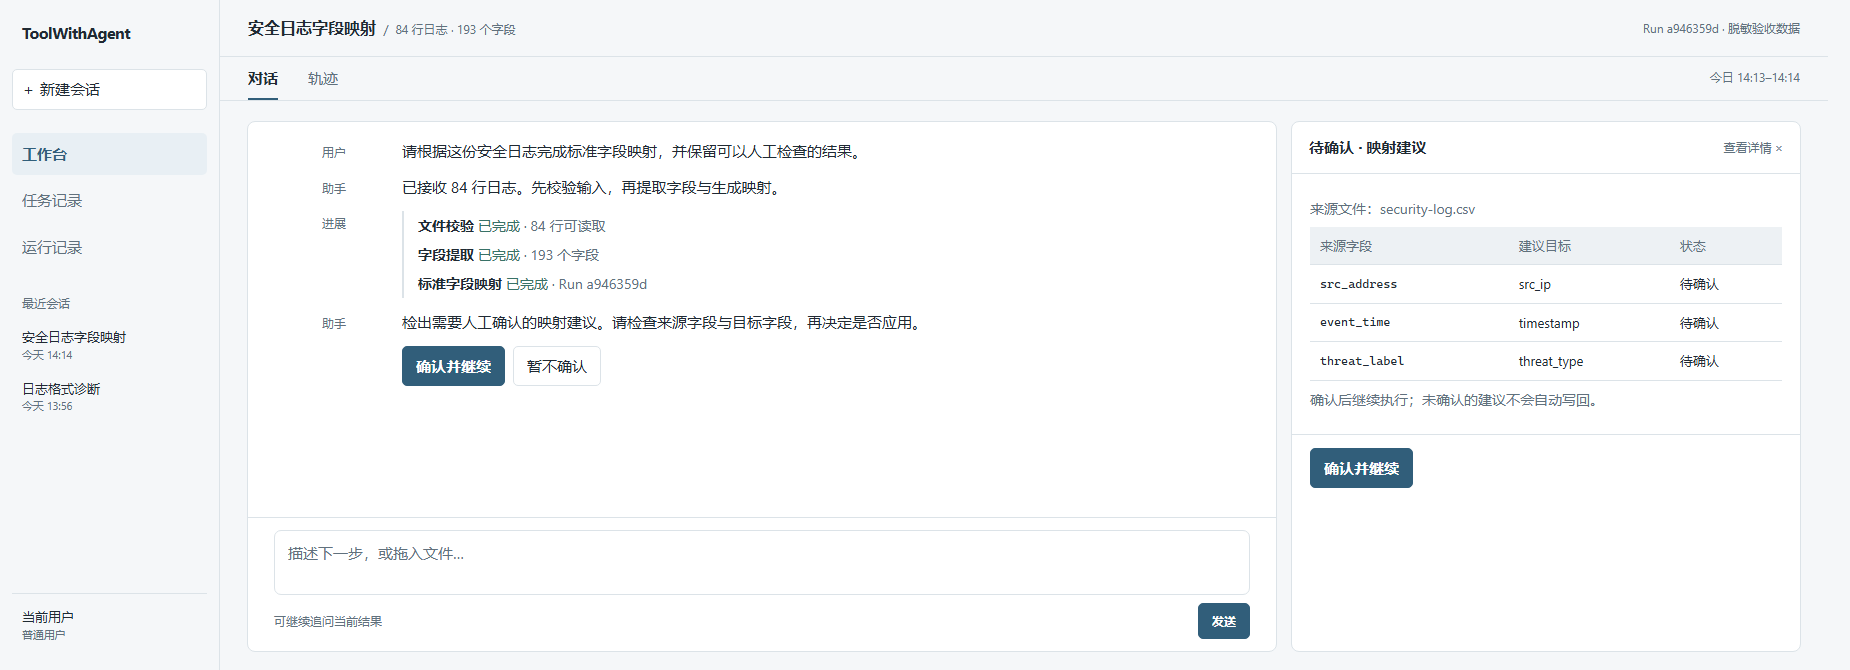 ToolWithAgent
+ 新建会话
工作台
任务记录
运行记录
最近会话
安全日志字段映射
今天 14:14
日志格式诊断
今天 13:56
当前用户
普通用户
安全日志字段映射 / 84 行日志 · 193 个字段
Run a946359d · 脱敏验收数据
对话 轨迹
今日 14:13–14:14
用户 请根据这份安全日志完成标准字段映射，并保留可以人工检查的结果。
助手 已接收 84 行日志。先校验输入，再提取字段与生成映射。
进展 文件校验 已完成 · 84 行可读取
字段提取 已完成 · 193 个字段
标准字段映射 已完成 · Run a946359d
助手 检出需要人工确认的映射建议。请检查来源字段与目标字段，再决定是否应用。
确认并继续 暂不确认
描述下一步，或拖入文件...
可继续追问当前结果
发送
待确认 · 映射建议
查看详情 ×
来源文件：security-log.csv
来源字段 建议目标 状态
src_address src_ip 待确认
event_time timestamp 待确认
threat_label threat_type 待确认
确认后继续执行；未确认的建议不会自动写回。
确认并继续